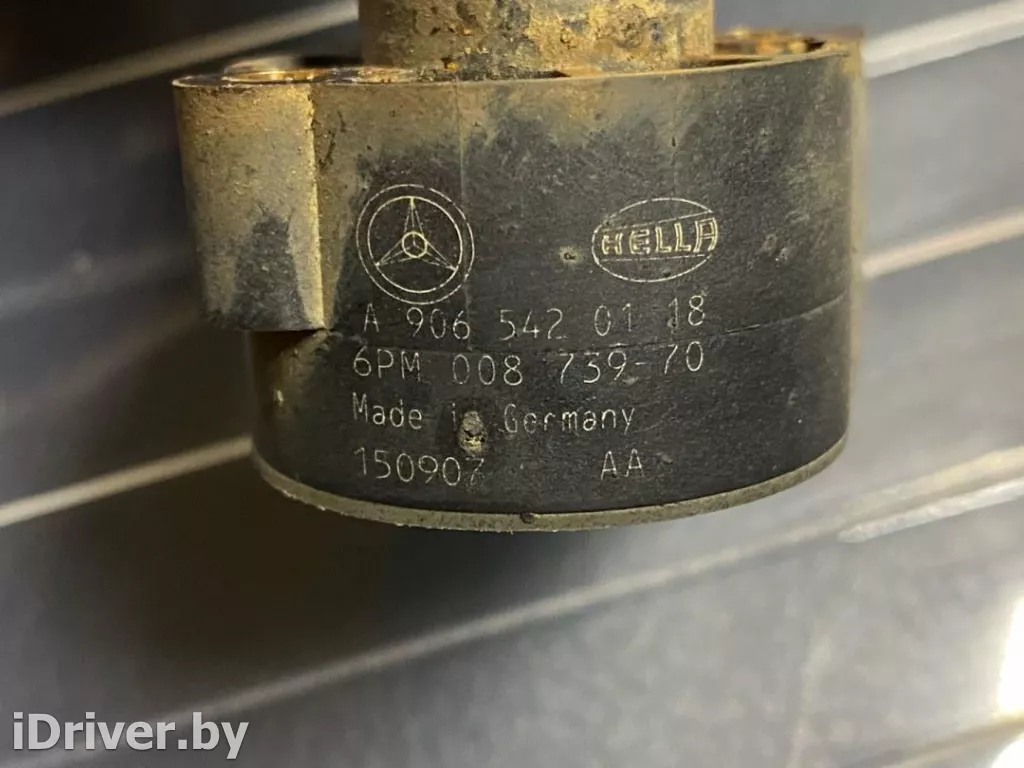 HELLA
A 906 542 01 18
6PM 008 739-70
Made in Germany
150907 AA
iDriver.by